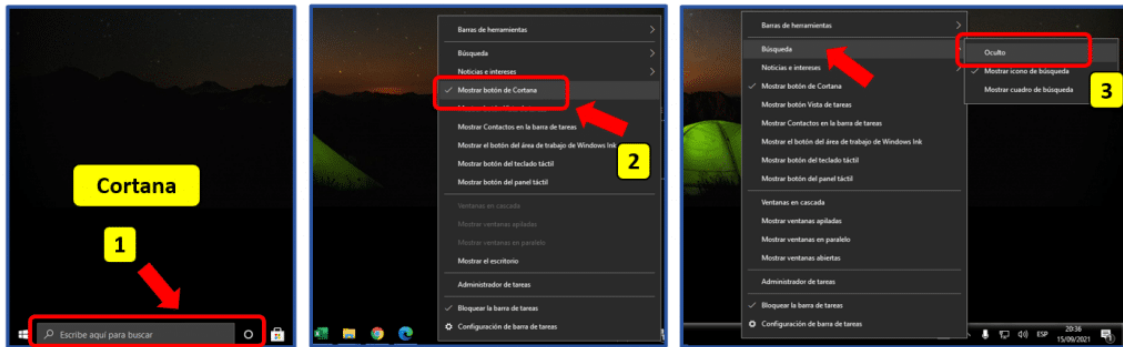 Cortana
1
Escribe aquí para buscar
Barras de herramientas
Búsqueda
Noticias e intereses
Mostrar botón de Cortana
Mostrar Contactos en la barra de tareas
Mostrar el botón del área de trabajo de Windows Ink
Mostrar botón del teclado táctil
Mostrar botón del panel táctil
2
Ventanas en cascada
Mostrar ventanas apiladas
Mostrar ventanas en paralelo
Mostrar el escritorio
Administrador de tareas
Bloquear la barra de tareas
Configuración de barra de tareas
Barras de herramientas
Búsqueda
Noticias e intereses
Mostrar botón de Cortana
Mostrar botón Vista de tareas
Mostrar Contactos en la barra de tareas
Mostrar el botón del área de trabajo de Windows Ink
Mostrar botón del teclado táctil
Mostrar botón del panel táctil
Ventanas en cascada
Mostrar ventanas apiladas
Mostrar ventanas en paralelo
Mostrar ventanas abiertas
Administrador de tareas
Bloquear la barra de tareas
Configuración de barra de tareas
Oculto
Mostrar icono de búsqueda
Mostrar cuadro de búsqueda
3
ESP
20:36
15/09/2021